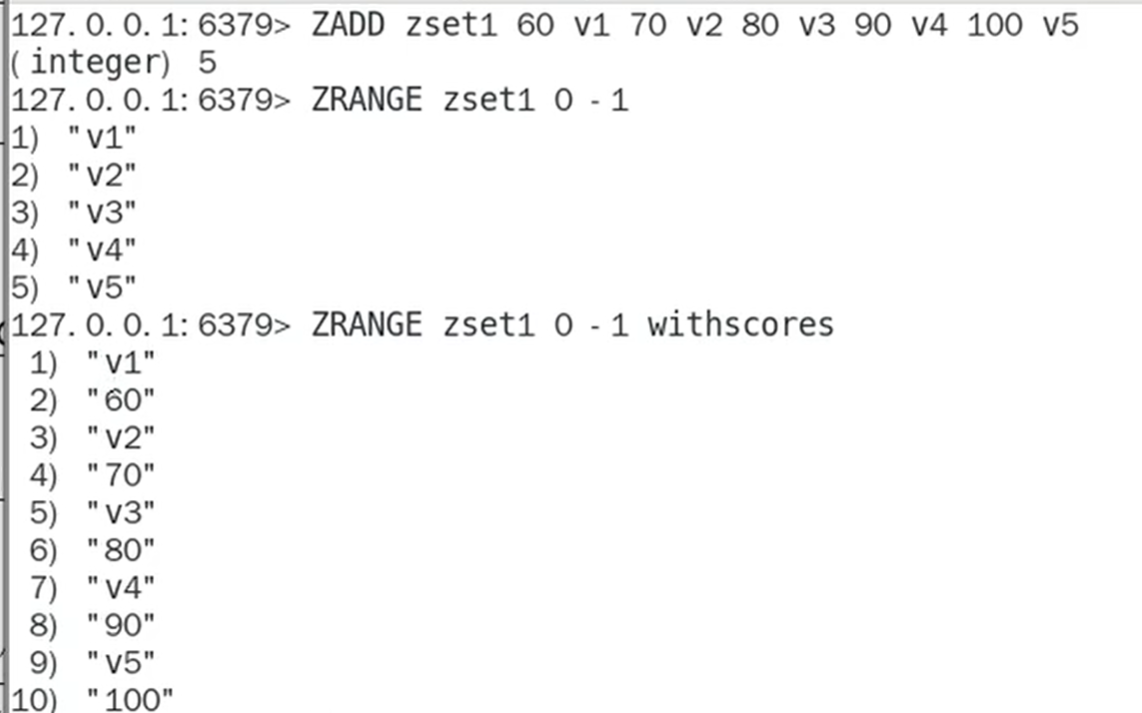 127.0.0.1:6379> ZADD zset1 60 v1 70 v2 80 v3 90 v4 100 v5
(integer) 5
127.0.0.1:6379> ZRANGE zset1 0 -1
1) "v1"
2) "v2"
3) "v3"
4) "v4"
5) "v5"
127.0.0.1:6379> ZRANGE zset1 0 -1 withscores
1) "v1"
2) "60"
3) "v2"
4) "70"
5) "v3"
6) "80"
7) "v4"
8) "90"
9) "v5"
10) "100"